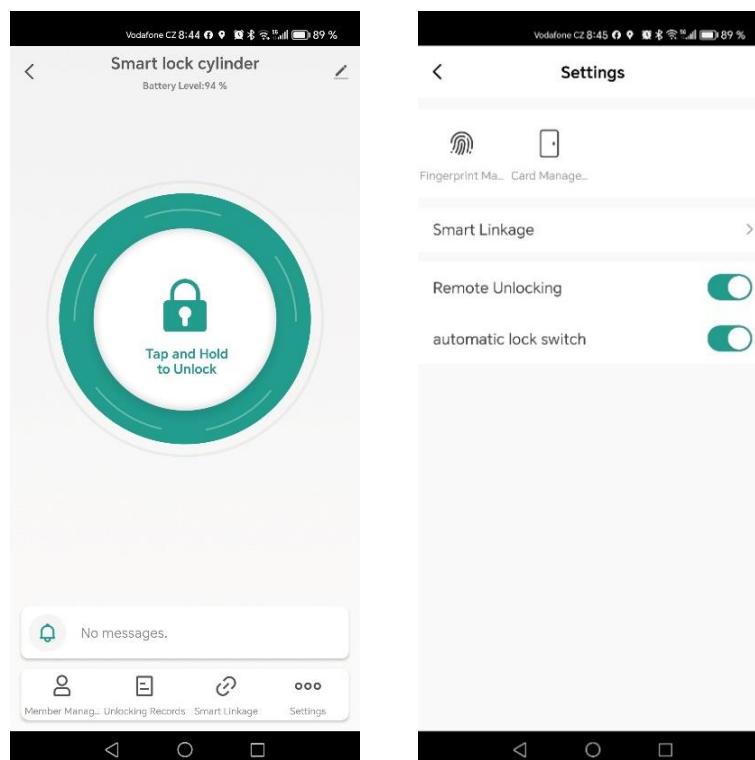 Vodafone CZ 8:44 89 %
Smart lock cylinder
Battery Level:94 %
Tap and Hold
to Unlock
No messages.
Member Manag... Unlocking Records Smart Linkage Settings
Vodafone CZ 8:45 89 %
Settings
Fingerprint Ma... Card Manage...
Smart Linkage
Remote Unlocking
automatic lock switch